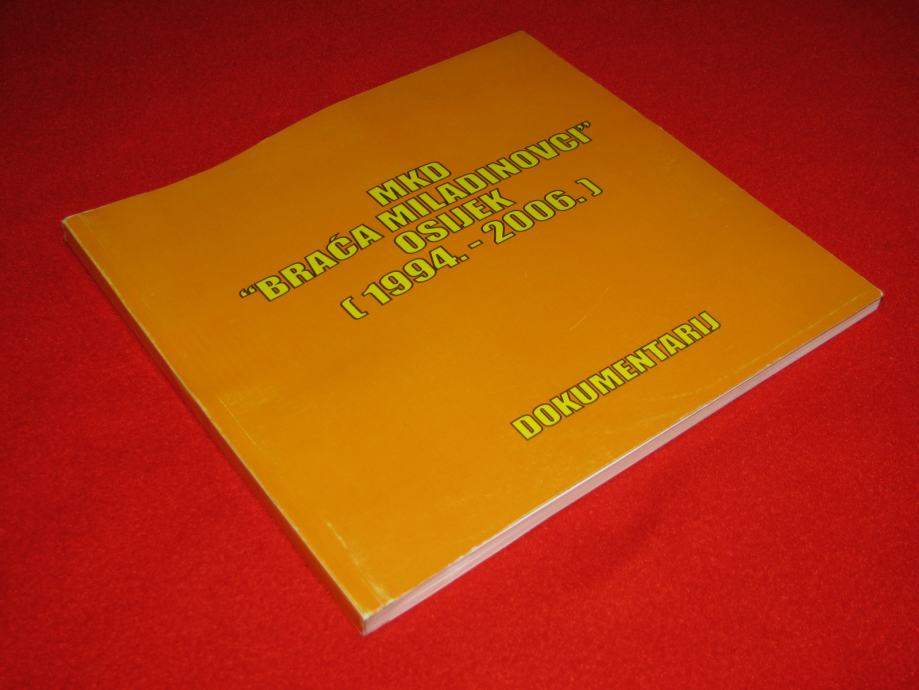 MKD
“BRAĆA MILADINOVCI”
OSIJEK
( 1994. - 2006. )
DOKUMENTARIJ